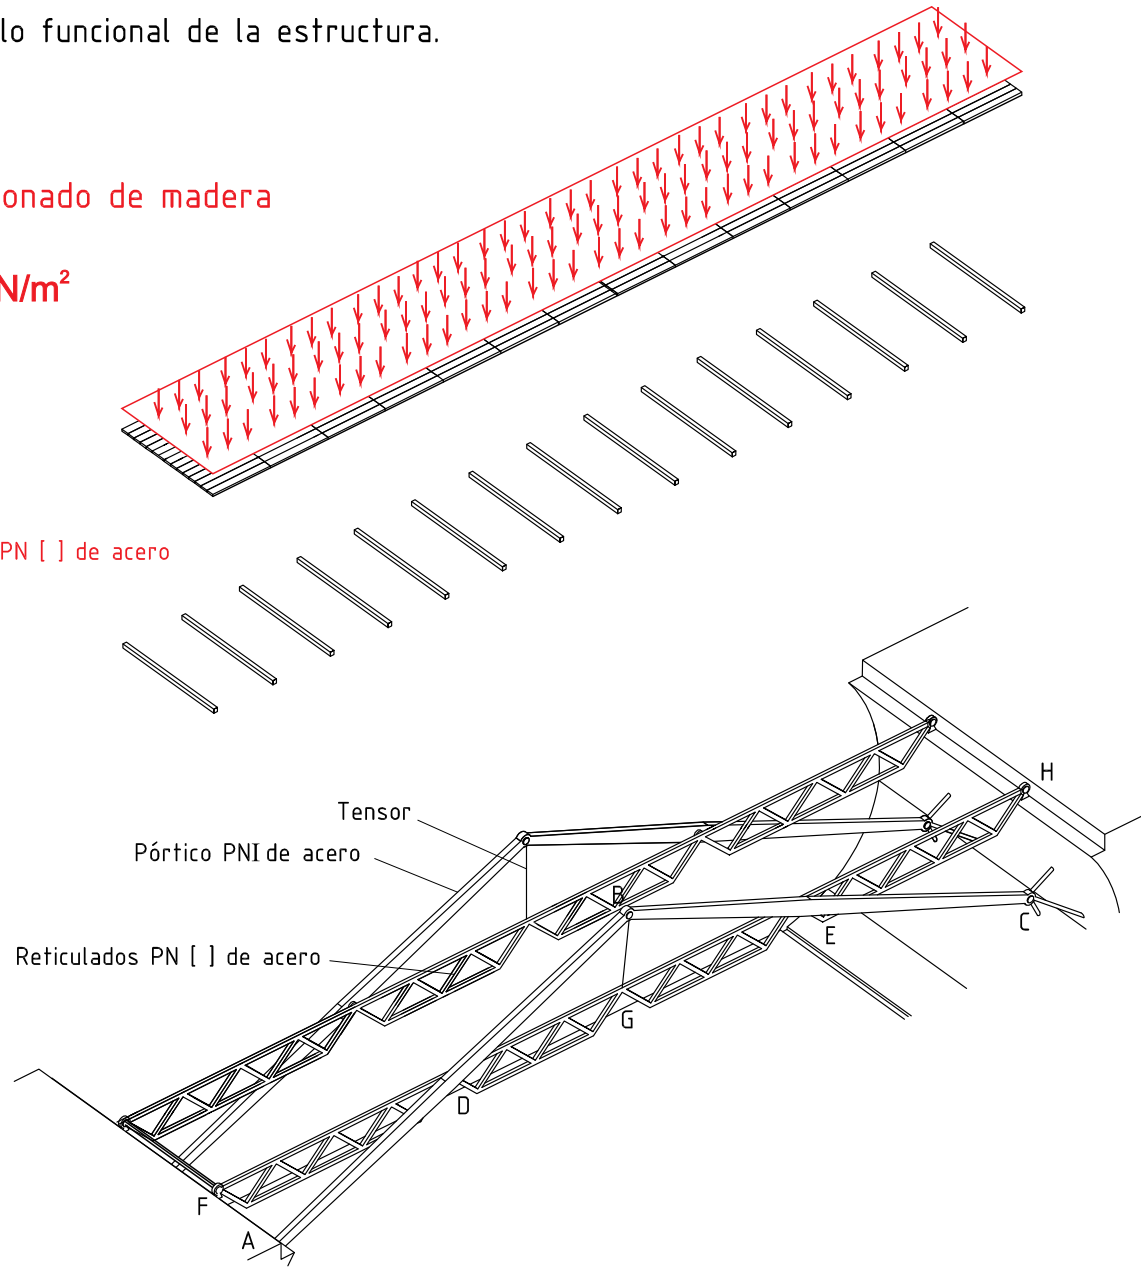 lo funcional de la estructura.
onado de madera
N/m²
PN [ ] de acero
H
Tensor
Pórtico PNI de acero
B
C
E
Reticulados PN [ ] de acero
G
D
F
A